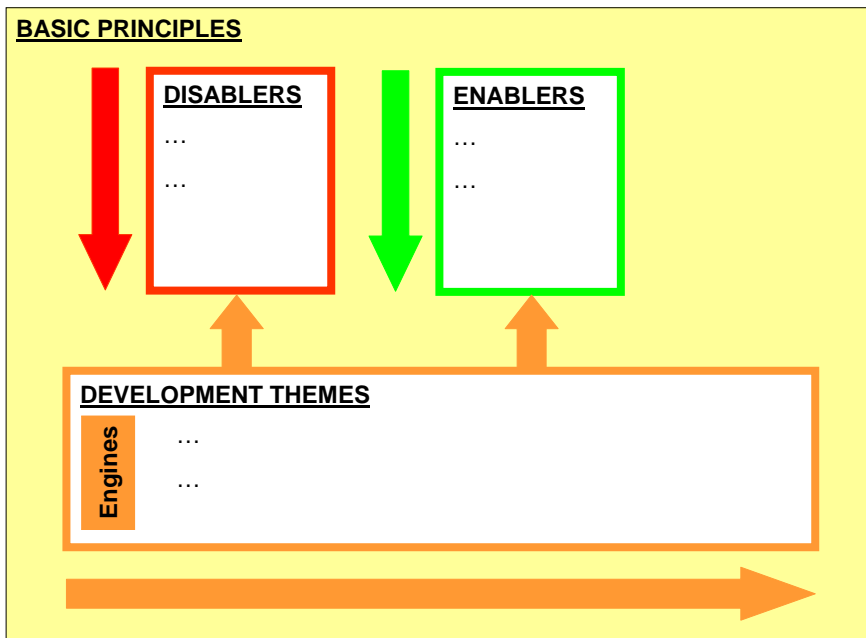 BASIC PRINCIPLES
DISABLERS
…
…
ENABLERS
…
…
DEVELOPMENT THEMES
Engines
…
…